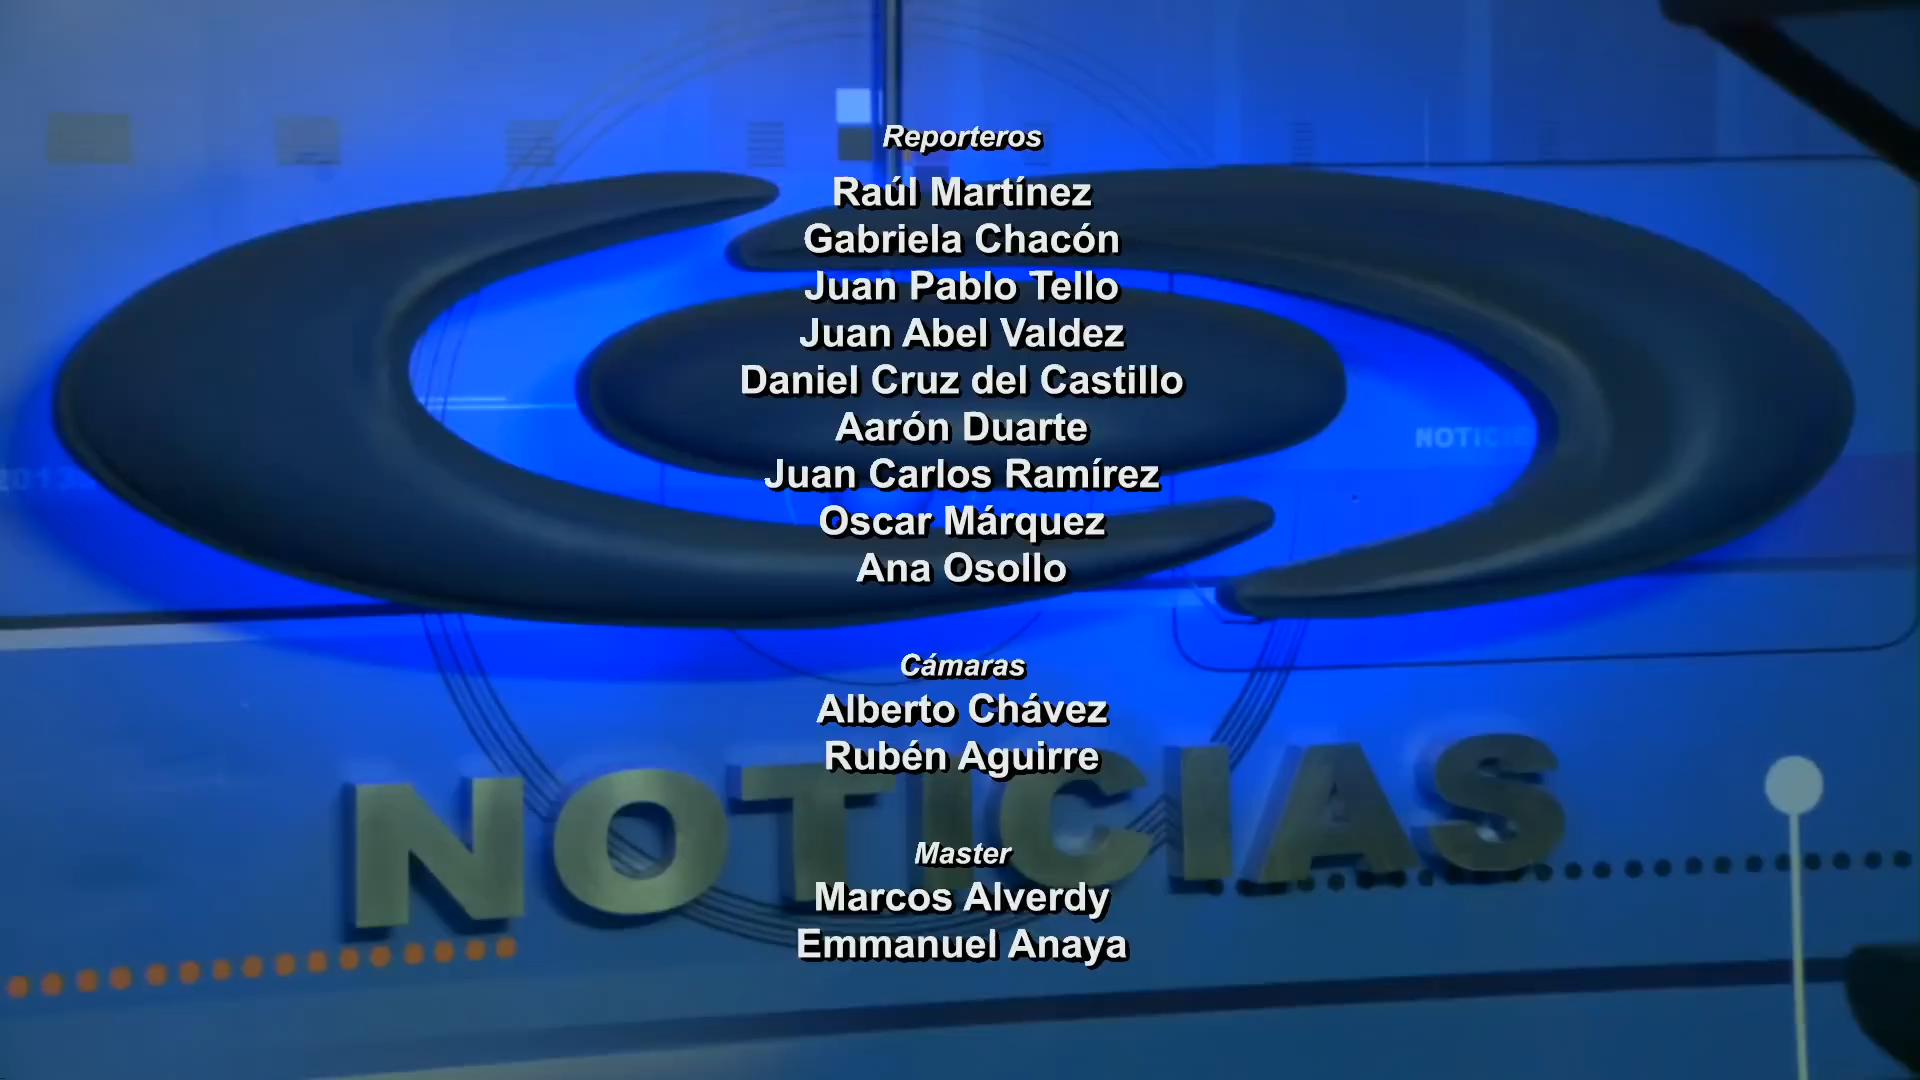 Reporteros
Raúl Martínez
Gabriela Chacón
Juan Pablo Tello
Juan Abel Valdez
Daniel Cruz del Castillo
Aarón Duarte
Juan Carlos Ramírez
Oscar Márquez
Ana Osollo
Cámaras
Alberto Chávez
Rubén Aguirre
Master
Marcos Alverdy
Emmanuel Anaya
NOTICIAS